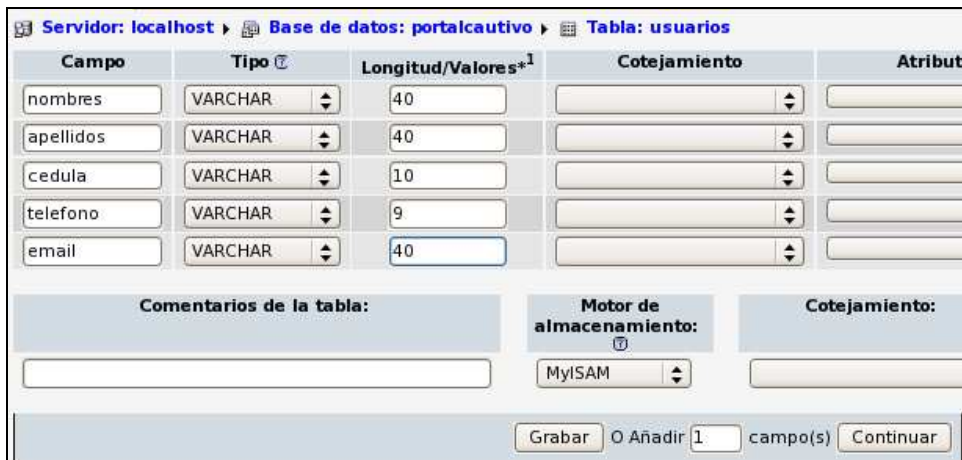 Servidor: localhost ▸ Base de datos: portalcautivo ▸ Tabla: usuarios
Campo Tipo Longitud/Valores*1 Cotejamiento Atribut
nombres VARCHAR 40
apellidos VARCHAR 40
cedula VARCHAR 10
telefono VARCHAR 9
email VARCHAR 40
Comentarios de la tabla: Motor de almacenamiento: Cotejamiento:
MyISAM
Grabar O Añadir 1 campo(s) Continuar